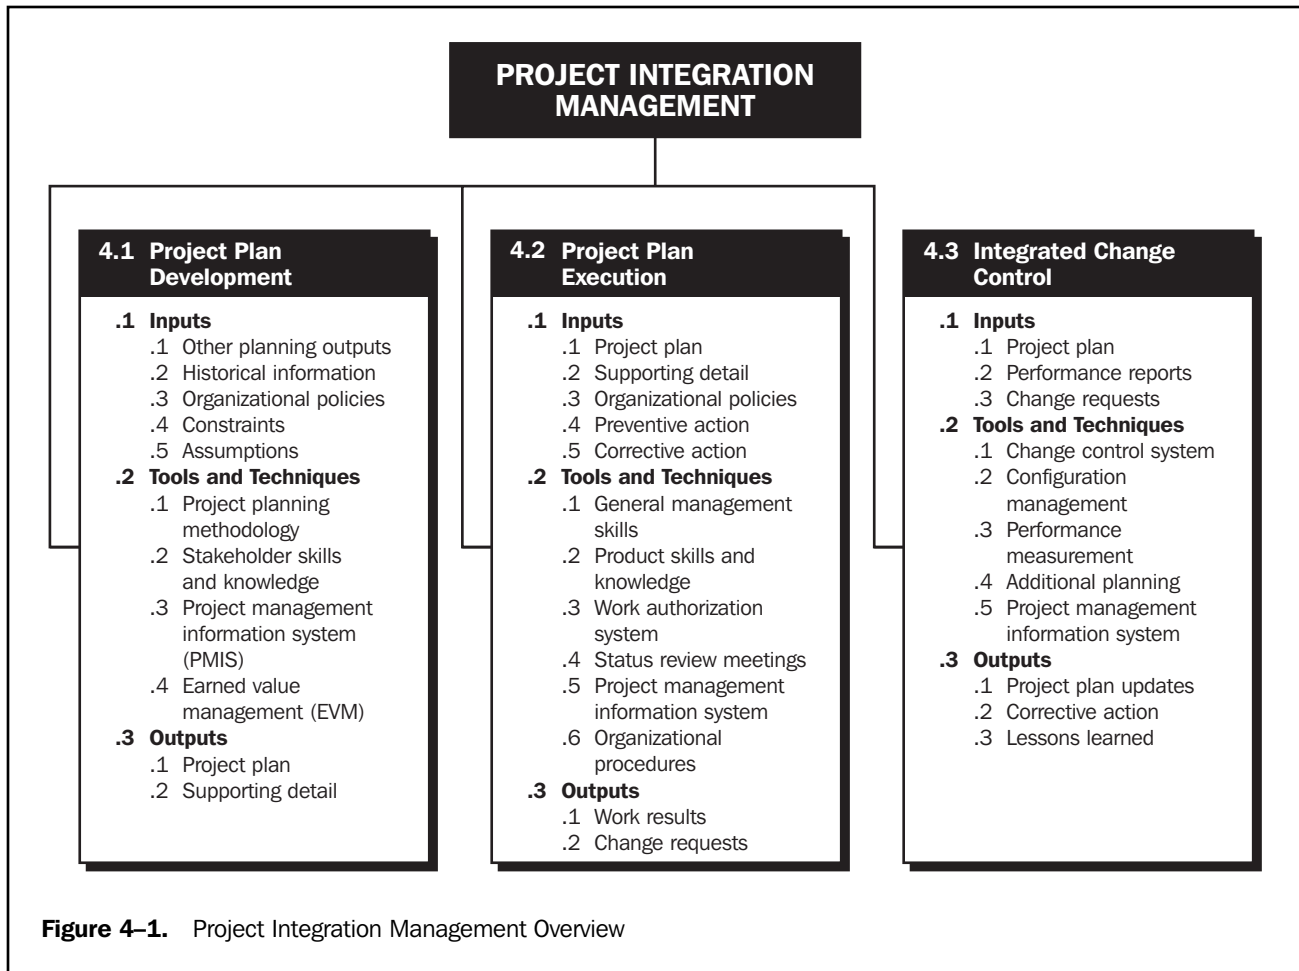 PROJECT INTEGRATION
MANAGEMENT
4.1 Project Plan
Development
.1 Inputs
.1 Other planning outputs
.2 Historical information
.3 Organizational policies
.4 Constraints
.5 Assumptions
.2 Tools and Techniques
.1 Project planning
methodology
.2 Stakeholder skills
and knowledge
.3 Project management
information system
(PMIS)
.4 Earned value
management (EVM)
.3 Outputs
.1 Project plan
.2 Supporting detail
4.2 Project Plan
Execution
.1 Inputs
.1 Project plan
.2 Supporting detail
.3 Organizational policies
.4 Preventive action
.5 Corrective action
.2 Tools and Techniques
.1 General management
skills
.2 Product skills and
knowledge
.3 Work authorization
system
.4 Status review meetings
.5 Project management
information system
.6 Organizational
procedures
.3 Outputs
.1 Work results
.2 Change requests
4.3 Integrated Change
Control
.1 Inputs
.1 Project plan
.2 Performance reports
.3 Change requests
.2 Tools and Techniques
.1 Change control system
.2 Configuration
management
.3 Performance
measurement
.4 Additional planning
.5 Project management
information system
.3 Outputs
.1 Project plan updates
.2 Corrective action
.3 Lessons learned
Figure 4–1. Project Integration Management Overview